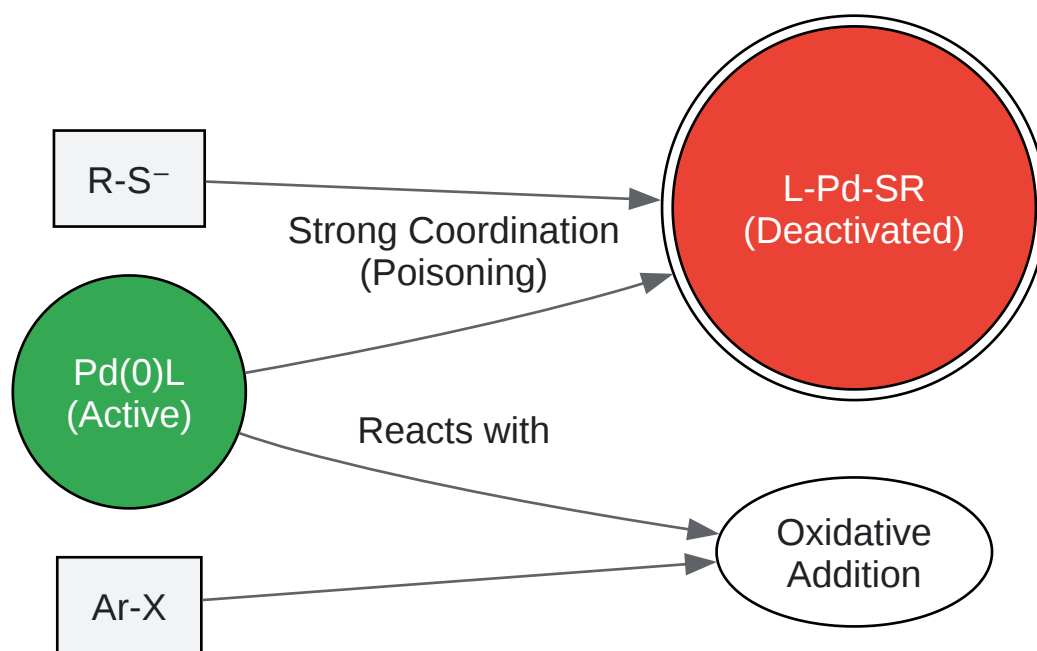 R-S⁻
L-Pd-SR
(Deactivated)
Strong Coordination
(Poisoning)
Pd(0)L
(Active)
Reacts with
Oxidative
Addition
Ar-X